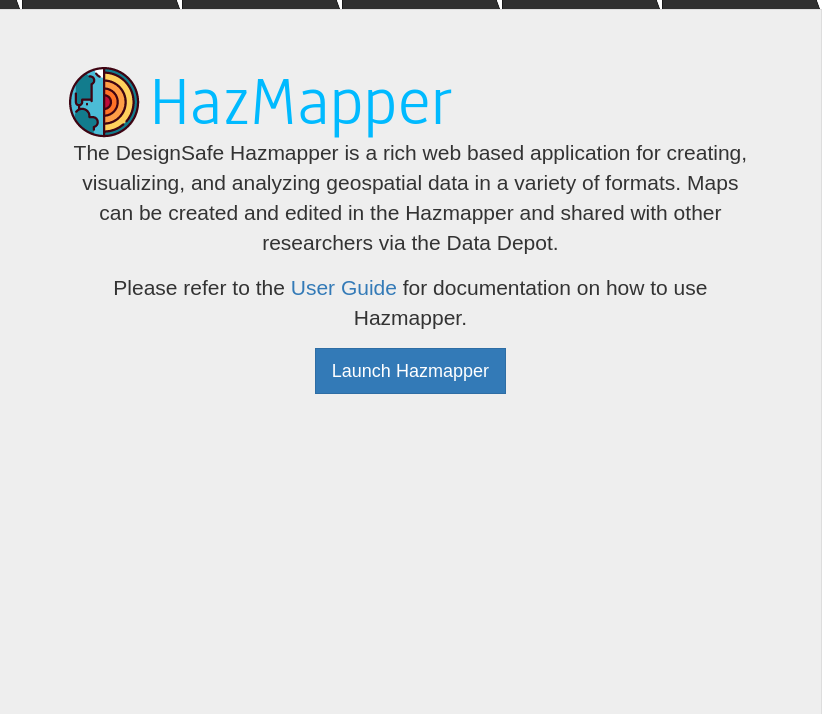 HazMapper
The DesignSafe Hazmapper is a rich web based application for creating,
visualizing, and analyzing geospatial data in a variety of formats. Maps
can be created and edited in the Hazmapper and shared with other
researchers via the Data Depot.
Please refer to the User Guide for documentation on how to use
Hazmapper.
Launch Hazmapper